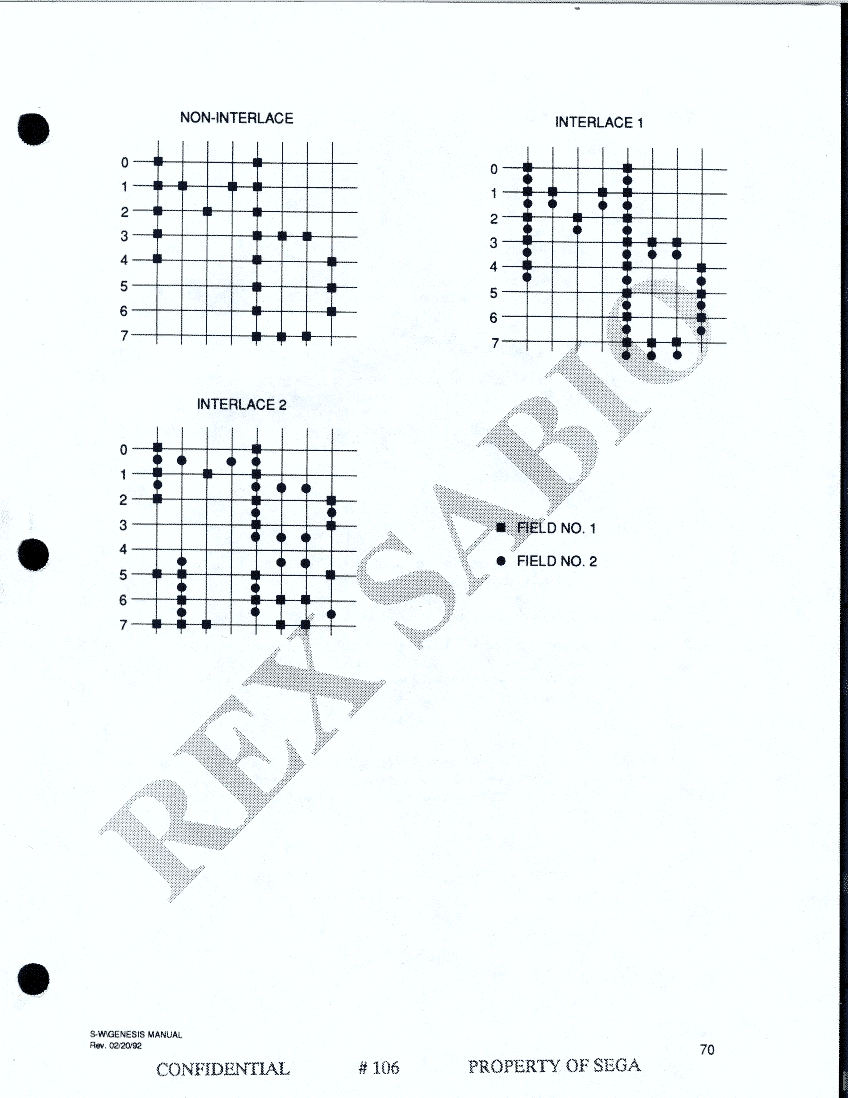 NON-INTERLACE
0
1
2
3
4
5
6
7
INTERLACE 1
0
1
2
3
4
5
6
7
INTERLACE 2
0
1
2
3
4
5
6
7
FIELD NO. 1
FIELD NO. 2
REX SABIO
S-W\GENESIS MANUAL
Rev. 02/20/92
70
CONFIDENTIAL # 106 PROPERTY OF SEGA